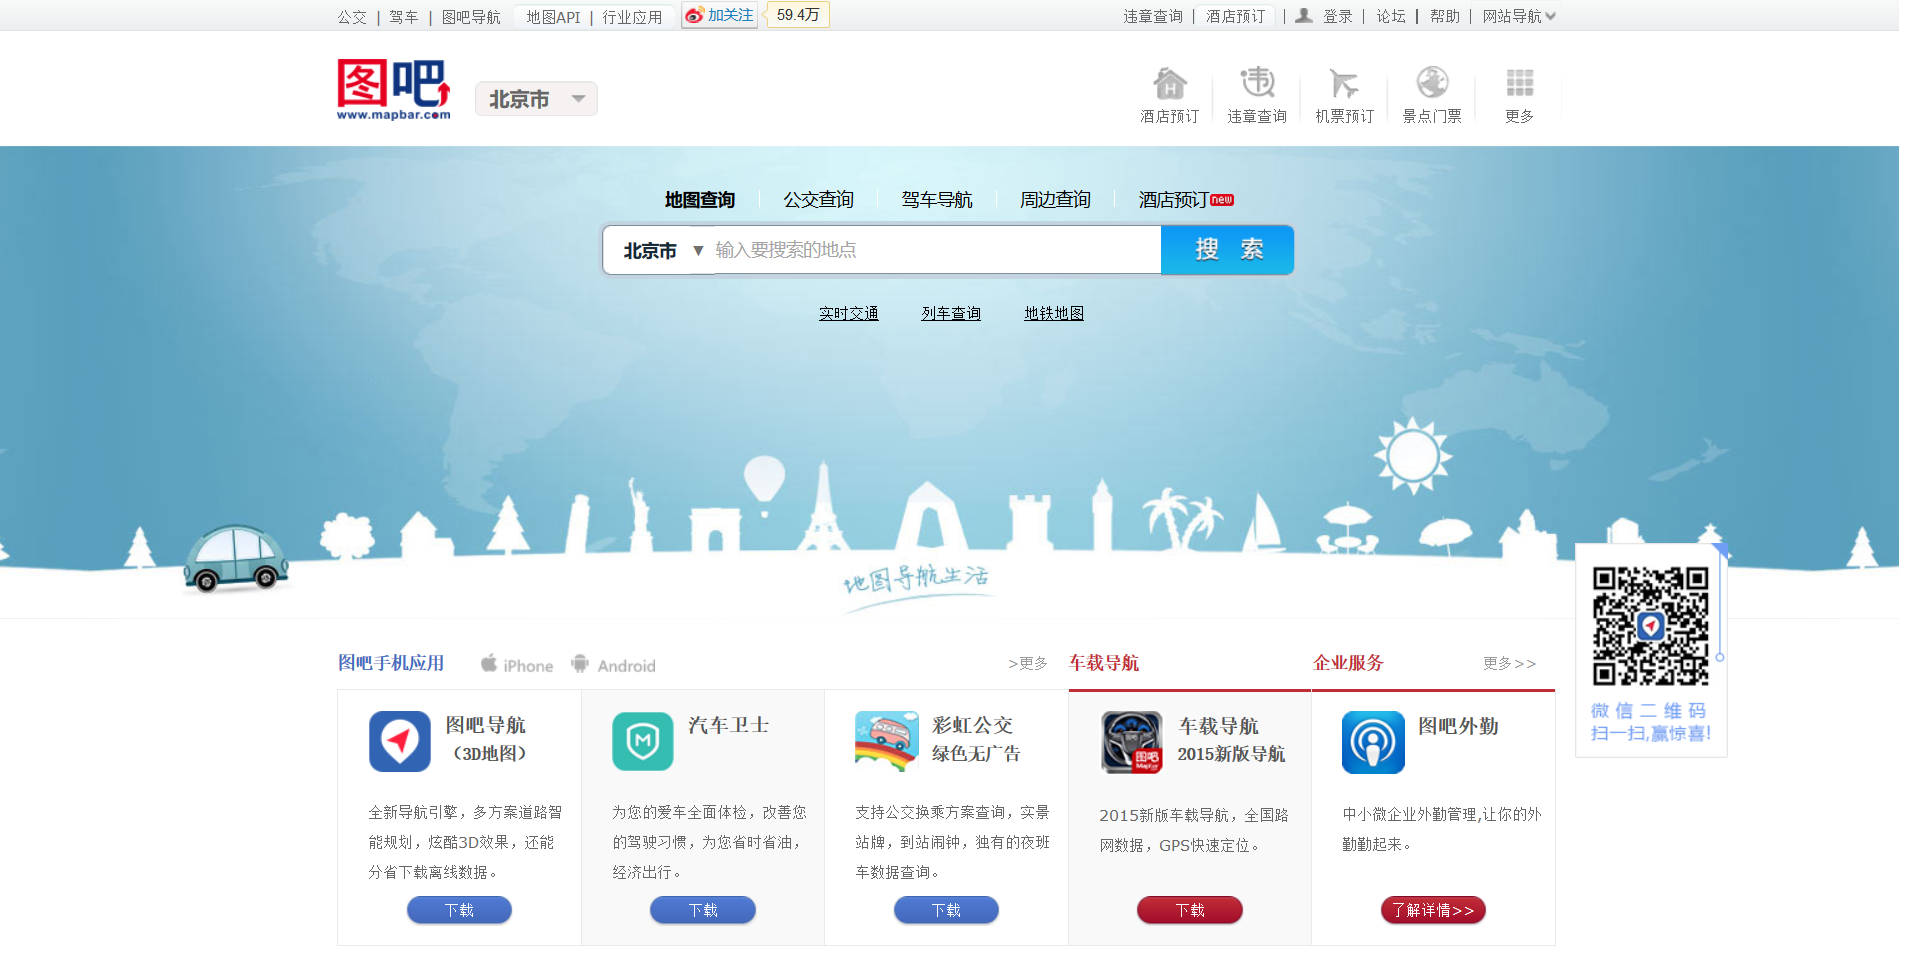 公交 | 驾车 | 图吧导航 地图API | 行业应用 加关注 59.4万 违章查询 | 酒店预订 | 登录 | 论坛 | 帮助 | 网站导航
图吧
www.mapbar.com
北京市
酒店预订 违章查询 机票预订 景点门票 更多
地图查询 公交查询 驾车导航 周边查询 酒店预订 new
北京市 ▼ 输入要搜索的地点 搜 索
实时交通 列车查询 地铁地图
地图导航生活
微信二维码
扫一扫,赢惊喜!
图吧手机应用 iPhone Android >更多 车载导航 企业服务 更多>>
图吧导航
（3D地图）
全新导航引擎，多方案道路智
能规划，炫酷3D效果，还能
分省下载离线数据。
下载
汽车卫士
为您的爱车全面体检，改善您
的驾驶习惯，为您省时省油，
经济出行。
下载
彩虹公交
绿色无广告
支持公交换乘方案查询，实景
站牌，到站闹钟，独有的夜班
车数据查询。
下载
图吧
Mapbar
车载导航
2015新版导航
2015新版车载导航，全国路
网数据，GPS快速定位。
下载
图吧外勤
中小微企业外勤管理,让你的外
勤勤起来。
了解详情>>